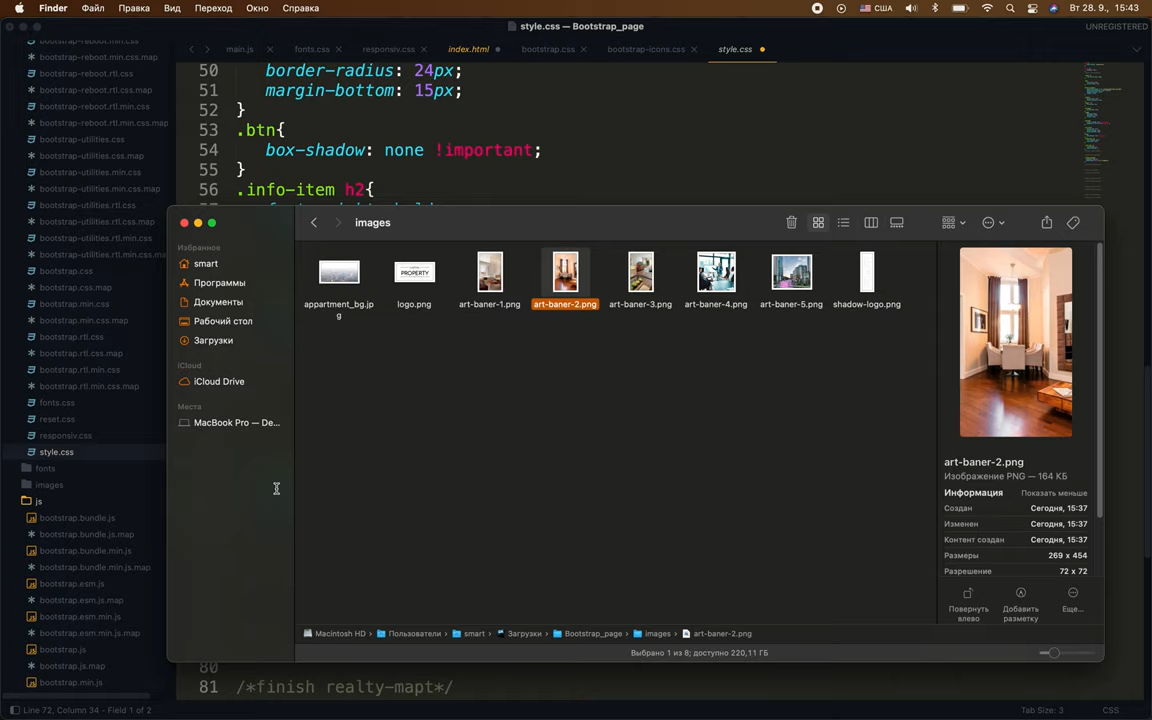 Finder Файл Правка Вид Переход Окно Справка США Вт 28. 9., 15:43
style.css — Bootstrap_page UNREGISTERED
main.js fonts.css responsiv.css index.html bootstrap.css bootstrap-icons.css style.css
bootstrap-reboot.min.css
bootstrap-reboot.min.css.map
bootstrap-reboot.rtl.css
bootstrap-reboot.rtl.css.map
bootstrap-reboot.rtl.min.css
bootstrap-reboot.rtl.min.css.map
bootstrap-utilities.css
bootstrap-utilities.css.map
bootstrap-utilities.min.css
bootstrap-utilities.min.css.map
bootstrap-utilities.rtl.css
bootstrap-utilities.rtl.css.map
bootstrap-utilities.rtl.min.css
bootstrap-utilities.rtl.min.css.map
bootstrap.css
bootstrap.css.map
bootstrap.min.css
bootstrap.min.css.map
bootstrap.rtl.css
bootstrap.rtl.css.map
bootstrap.rtl.min.css
bootstrap.rtl.min.css.map
fonts.css
reset.css
responsiv.css
style.css
fonts
images
js
bootstrap.bundle.js
bootstrap.bundle.js.map
bootstrap.bundle.min.js
bootstrap.bundle.min.js.map
bootstrap.esm.js
bootstrap.esm.js.map
bootstrap.esm.min.js
bootstrap.esm.min.js.map
bootstrap.js
bootstrap.js.map
bootstrap.min.js
50 border-radius: 24px;
51 margin-bottom: 15px;
52 }
53 .btn{
54 box-shadow: none !important;
55 }
56 .info-item h2{
images
Избранное
smart
Программы
Документы
Рабочий стол
Загрузки
iCloud
iCloud Drive
Места
MacBook Pro — De...
appartment_bg.jp
g
logo.png
art-baner-1.png
art-baner-2.png
art-baner-3.png
art-baner-4.png
art-baner-5.png
shadow-logo.png
PROPERTY
art-baner-2.png
Изображение PNG — 164 КБ
Информация Показать меньше
Создан Сегодня, 15:37
Изменен Сегодня, 15:37
Контент создан Сегодня, 15:37
Размеры 269 x 454
Разрешение 72 x 72
Повернуть
влево
Добавить
разметку
Еще...
Macintosh HD › Пользователи › smart › Загрузки › Bootstrap_page › images › art-baner-2.png
Выбрано 1 из 8; доступно 220,11 ГБ
80
81 /*finish realty-mapt*/
Line 72, Column 34 - Field 1 of 2 Tab Size: 3 CSS